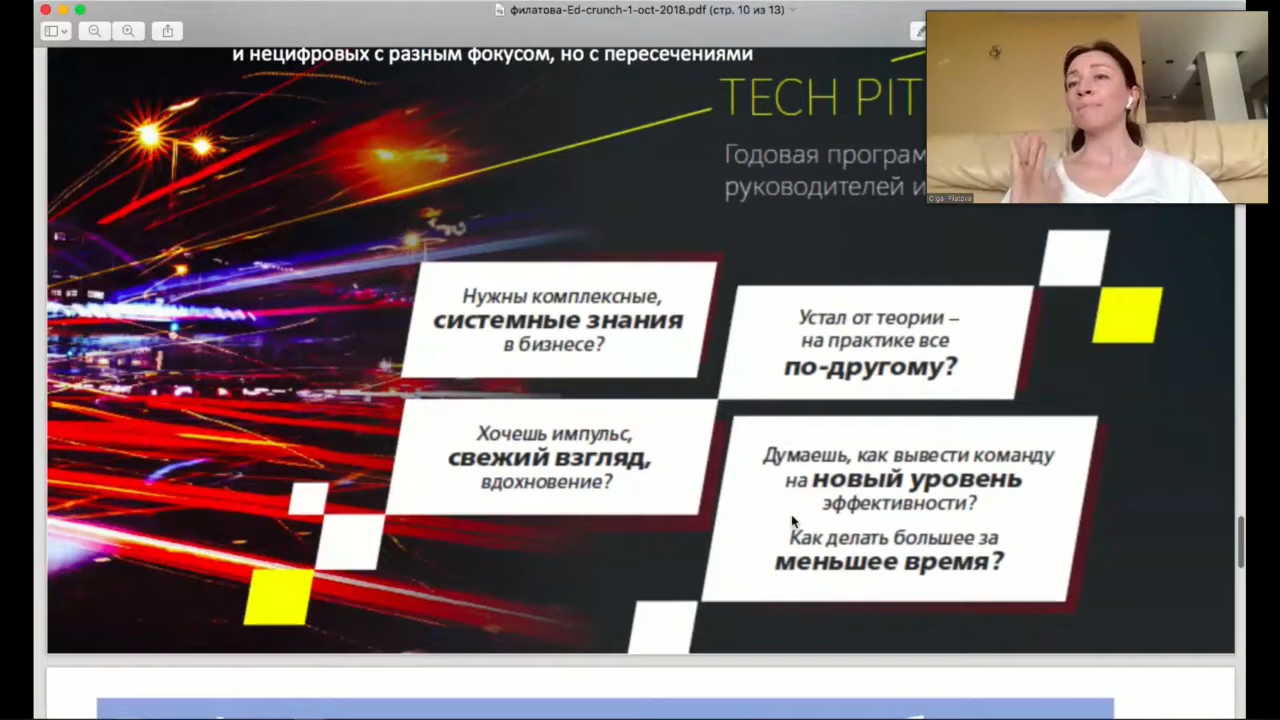 филатова-Ed-crunch-1-oct-2018.pdf (стр. 10 из 13)
и нецифровых с разным фокусом, но с пересечениями
TECH PIT
Годовая програм
руководителей и
Olga Filatova
Нужны комплексные,
системные знания
в бизнесе?
Устал от теории –
на практике все
по-другому?
Хочешь импульс,
свежий взгляд,
вдохновение?
Думаешь, как вывести команду
на новый уровень
эффективности?
Как делать большее за
меньшее время?